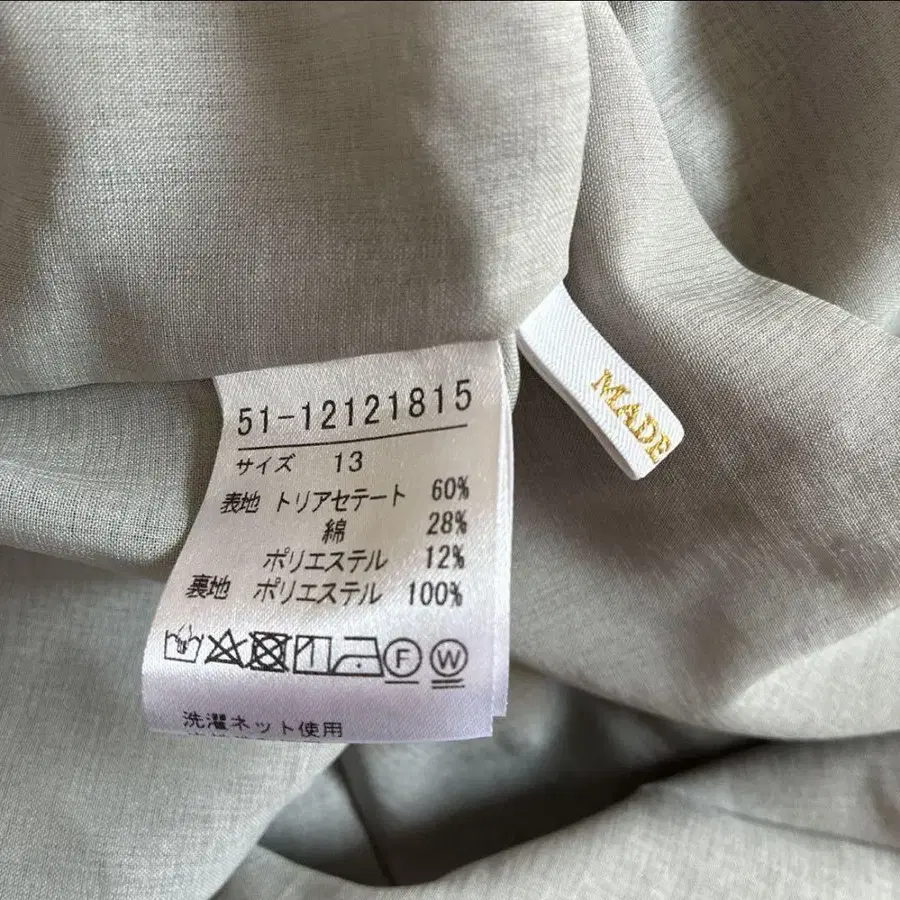 51-12121815
サイズ 13
表地 トリアセテート 60%
綿 28%
ポリエステル 12%
裏地 ポリエステル 100%
F W
洗濯ネット使用
MADE